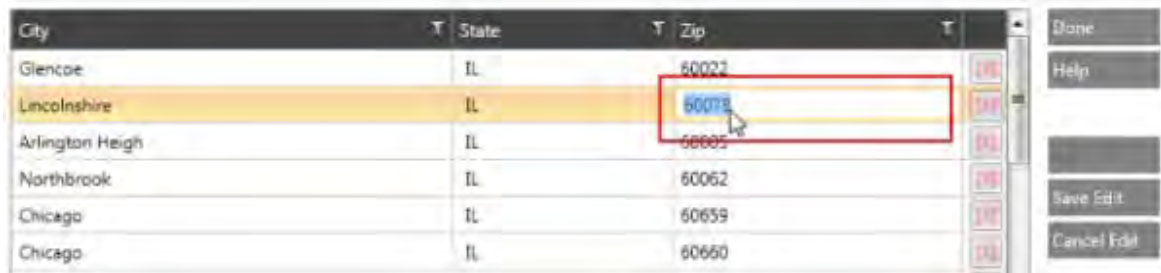 City State Zip
Glencoe IL 60022
Lincolnshire IL 60078
Arlington Heigh IL 60005
Northbrook IL 60062
Chicago IL 60659
Chicago IL 60660
Done
Help
Save Edit
Cancel Edit